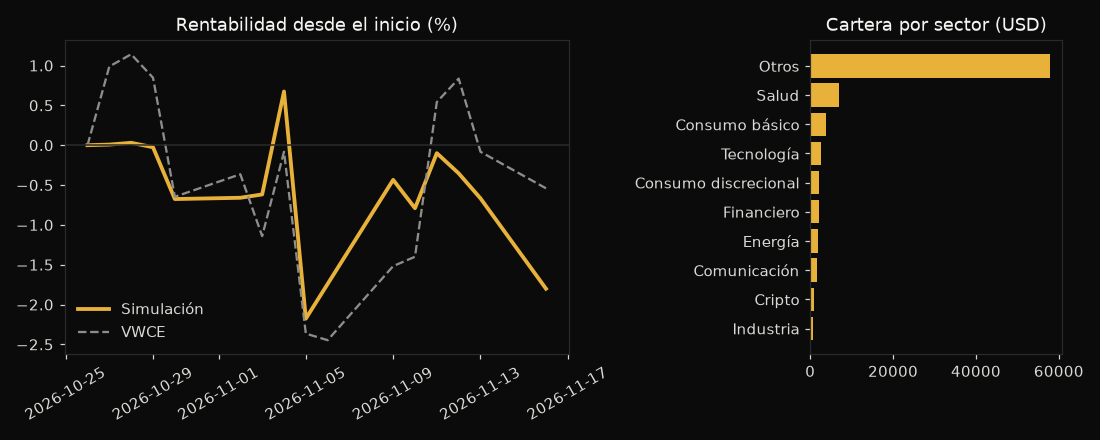 Rentabilidad desde el inicio (%)
1.0
0.5
0.0
−0.5
−1.0
−1.5
−2.0
−2.5
Simulación
VWCE
2026-10-25
2026-10-29
2026-11-01
2026-11-05
2026-11-09
2026-11-13
2026-11-17
Cartera por sector (USD)
Otros
Salud
Consumo básico
Tecnología
Consumo discrecional
Financiero
Energía
Comunicación
Cripto
Industria
0
20000
40000
60000